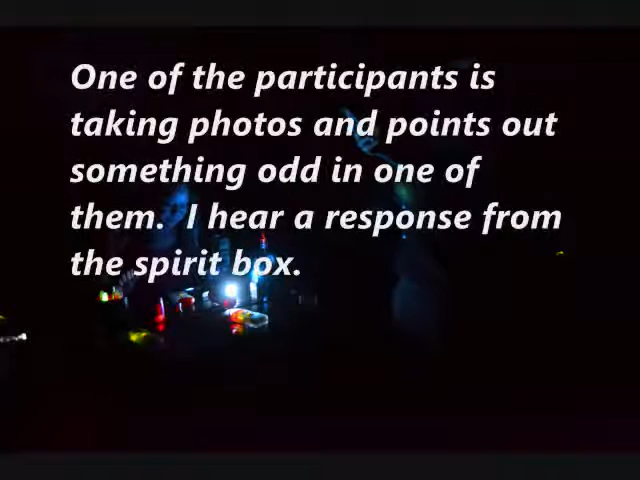 One of the participants is
taking photos and points out
something odd in one of
them.  I hear a response from
the spirit box.